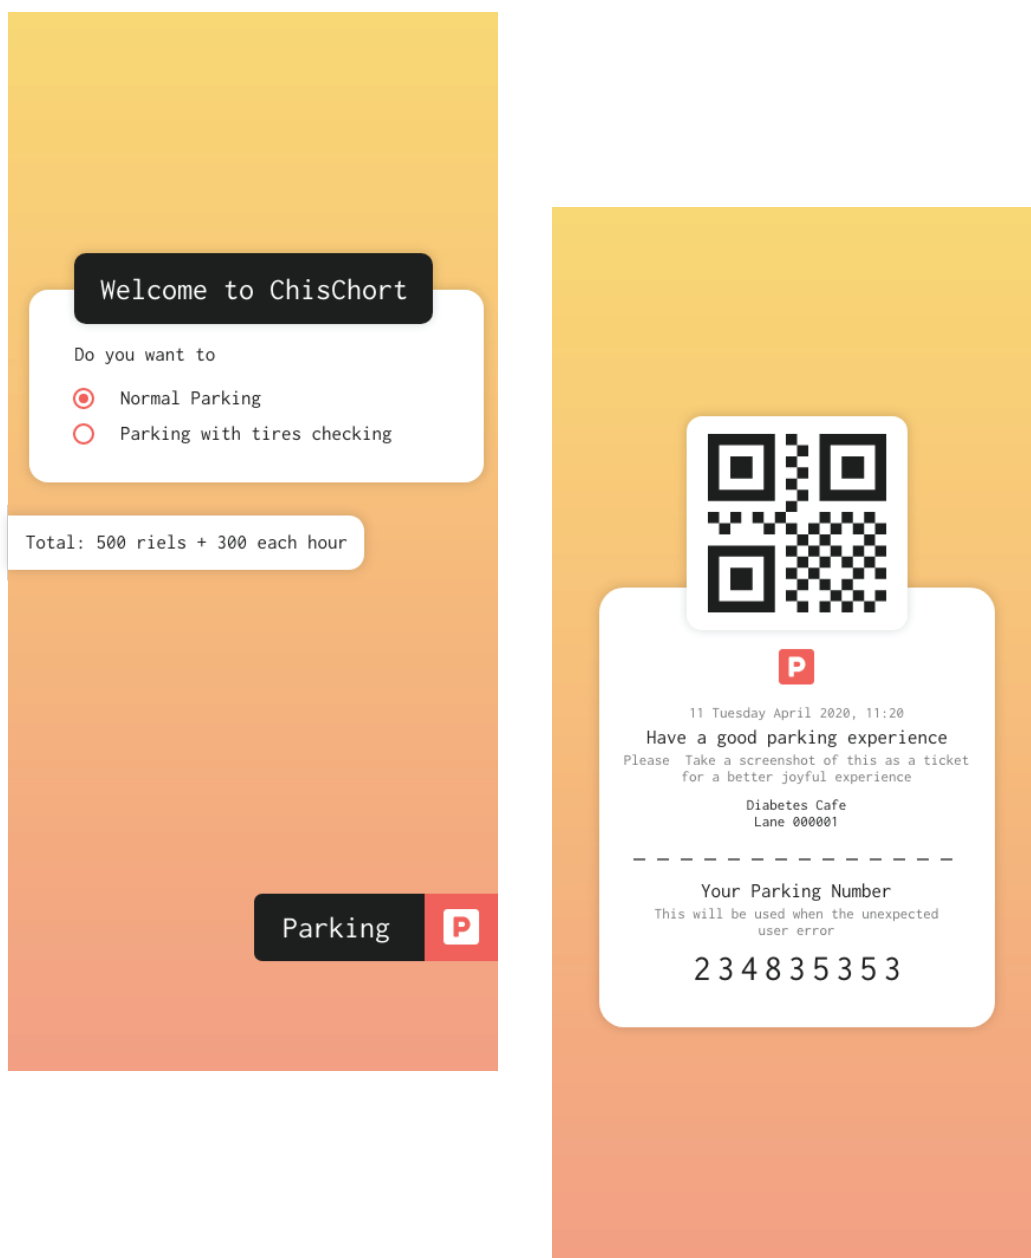 Welcome to ChisChort
Do you want to
Normal Parking
Parking with tires checking
Total: 500 riels + 300 each hour
Parking P
P
11 Tuesday April 2020, 11:20
Have a good parking experience
Please Take a screenshot of this as a ticket
for a better joyful experience
Diabetes Cafe
Lane 000001
Your Parking Number
This will be used when the unexpected
user error
234835353